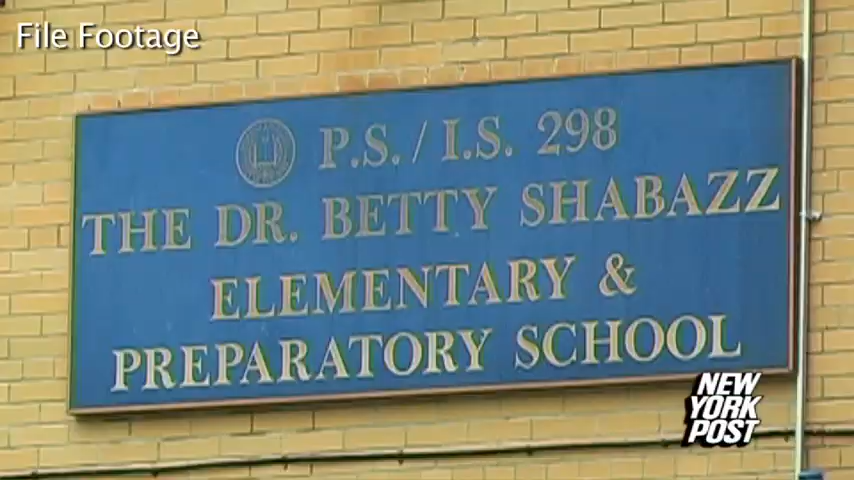 File Footage
P.S. / I.S. 298
THE DR. BETTY SHABAZZ
ELEMENTARY &
PREPARATORY SCHOOL
NEW
YORK
POST